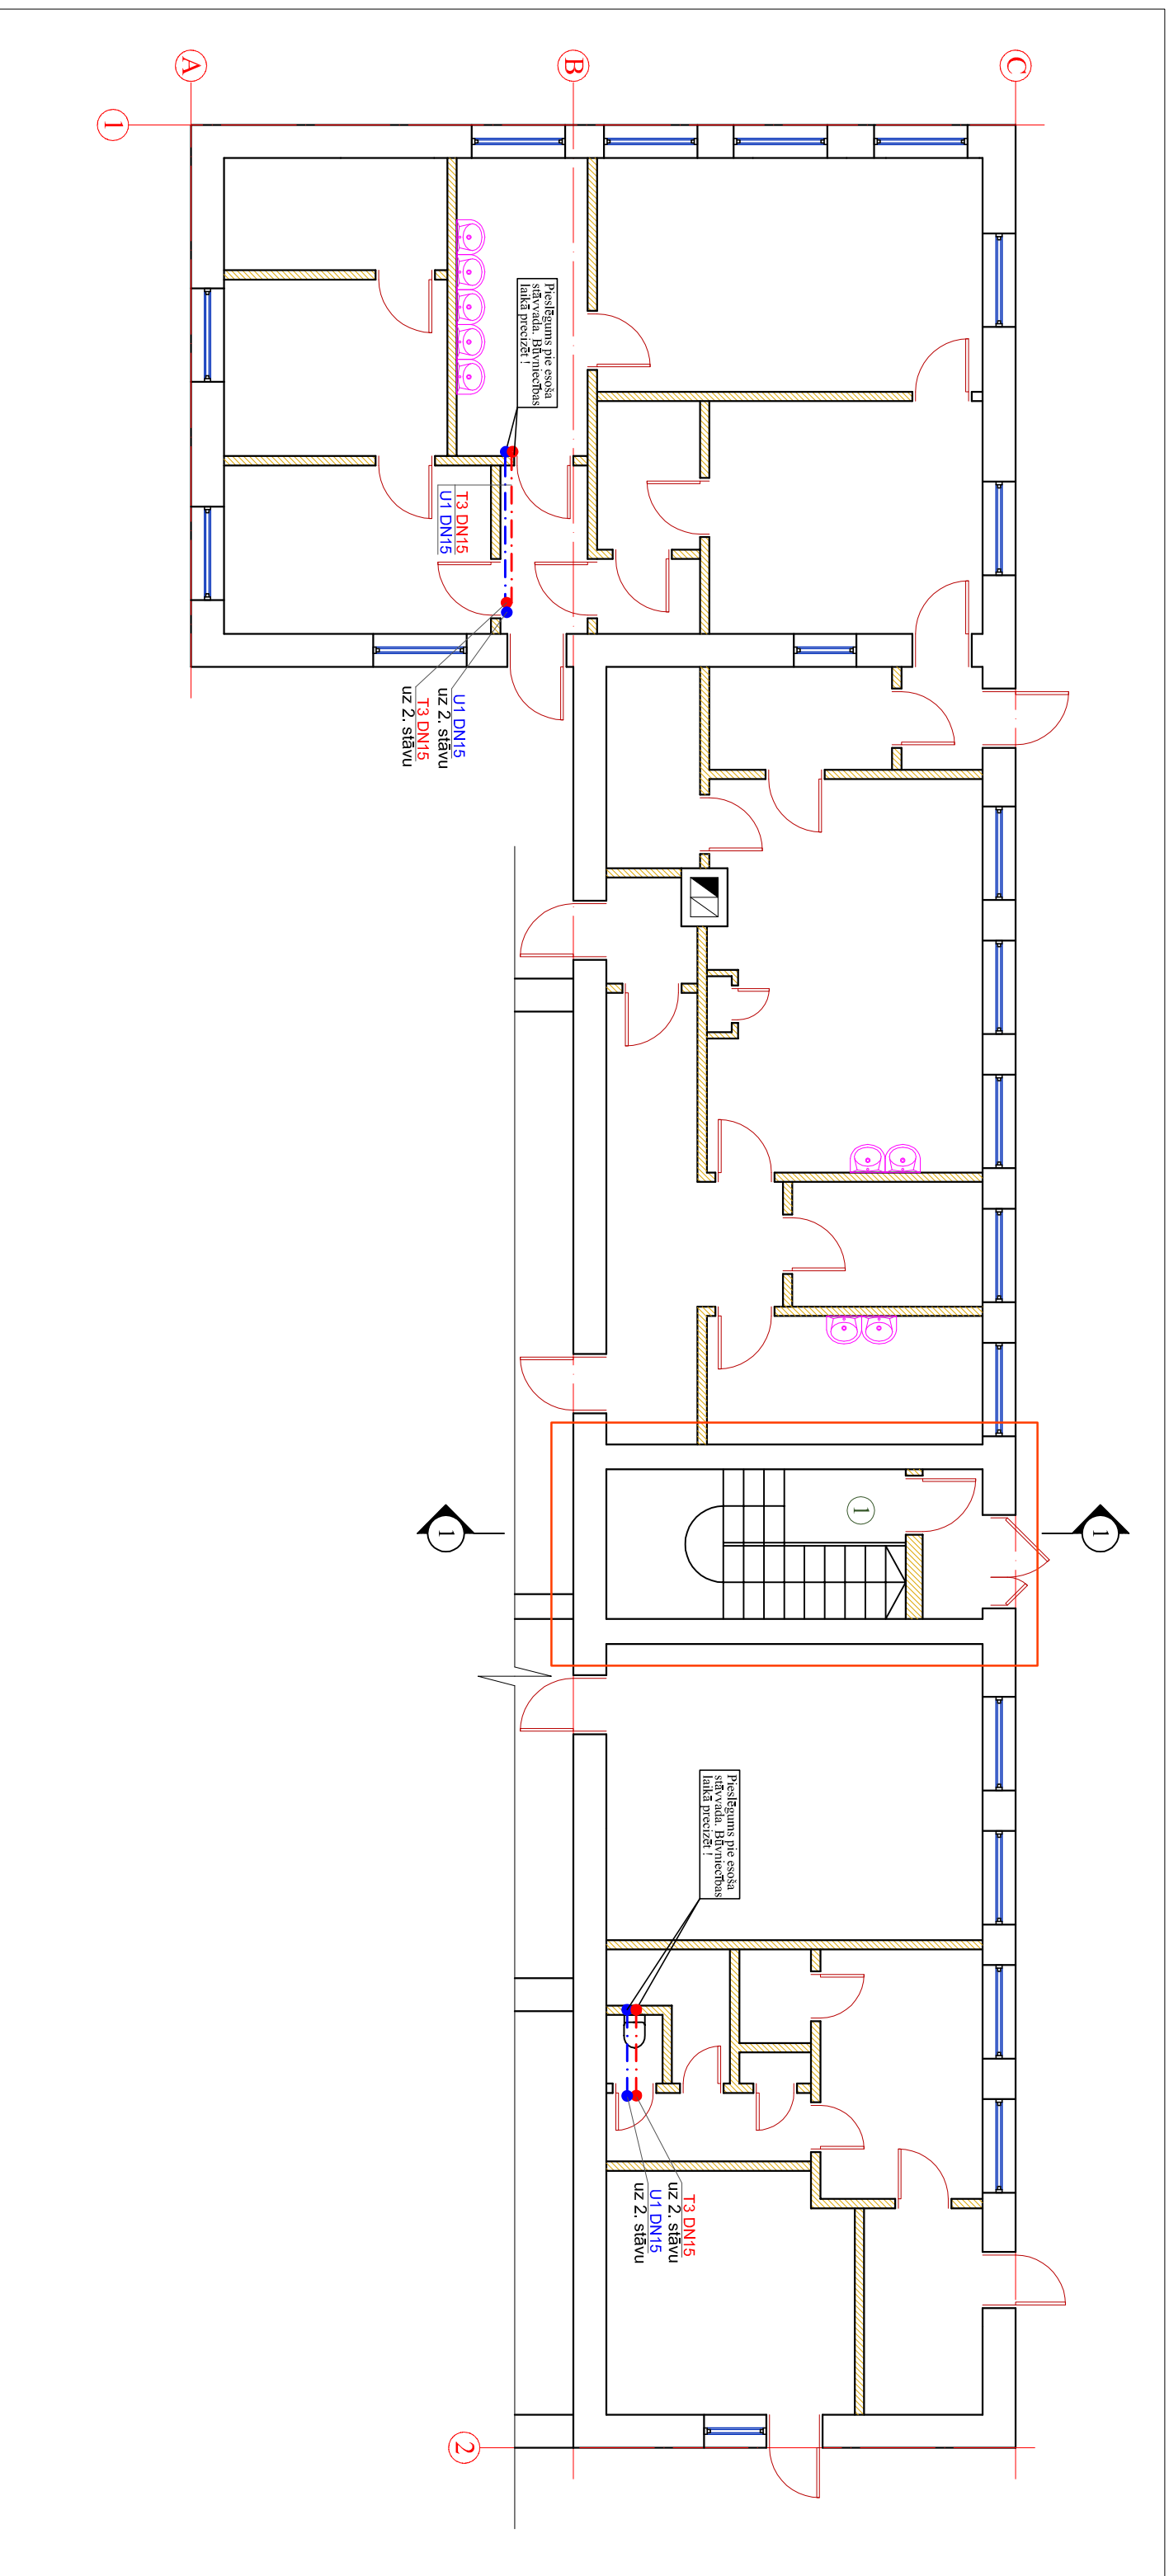 A
B
C
1
Pieslēgums pie esoša
stāvvada. Būvniecības
laikā precizēt !
T3 DN15
U1 DN15
U1 DN15
uz 2. stāvu
T3 DN15
uz 2. stāvu
1
1
1
Pieslēgums pie esoša
stāvvada. Būvniecības
laikā precizēt !
T3 DN15
uz 2. stāvu
U1 DN15
uz 2. stāvu
2